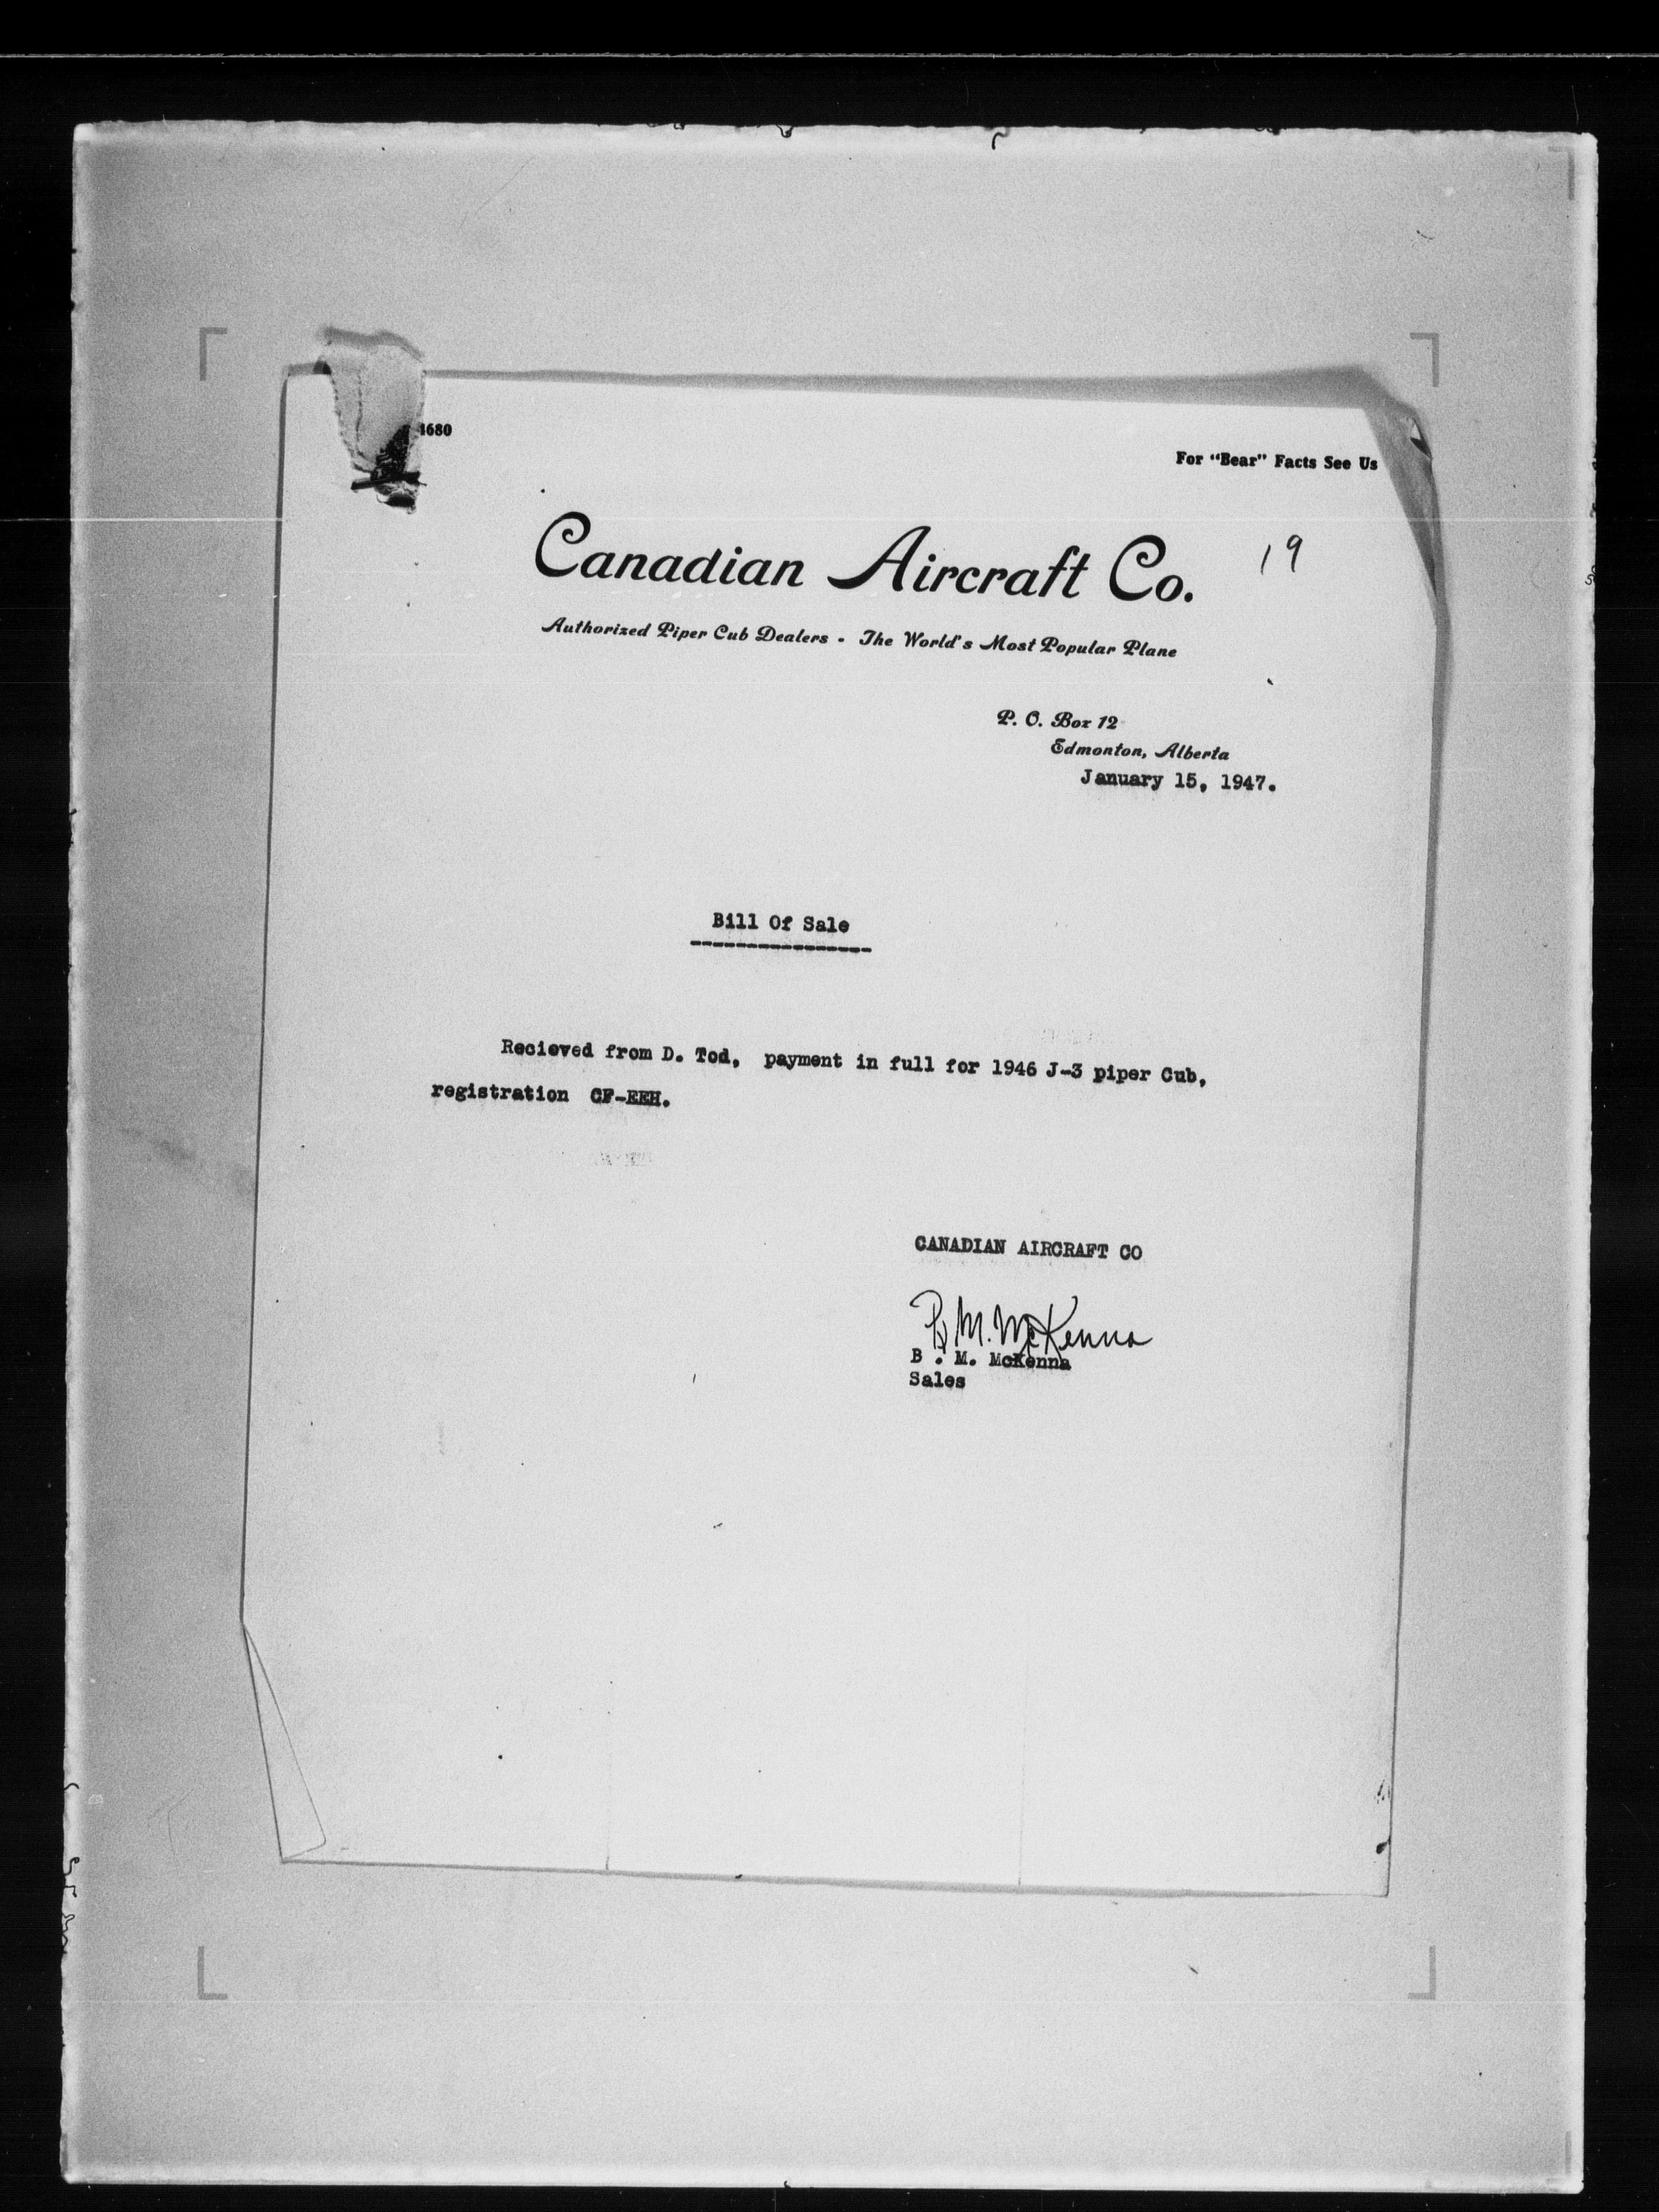 1680
For "Bear" Facts See Us
Canadian Aircraft Co.
19
Authorized Piper Cub Dealers - The World's Most Popular Plane
P. O. Box 12
Edmonton, Alberta
January 15, 1947.
Bill Of Sale
----------------
Recieved from D. Tod, payment in full for 1946 J-3 piper Cub,
registration CF-EEH.
CANADIAN AIRCRAFT CO
B M. McKenna
B . M. McKenna
Sales